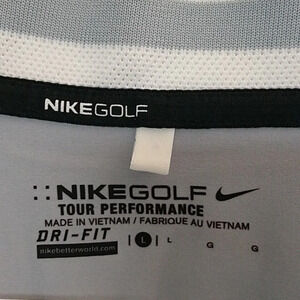 NIKEGOLF
NIKEGOLF
TOUR PERFORMANCE
MADE IN VIETNAM / FABRIQUE AU VIETNAM
DRI-FIT L L G G
nikebetterworld.com